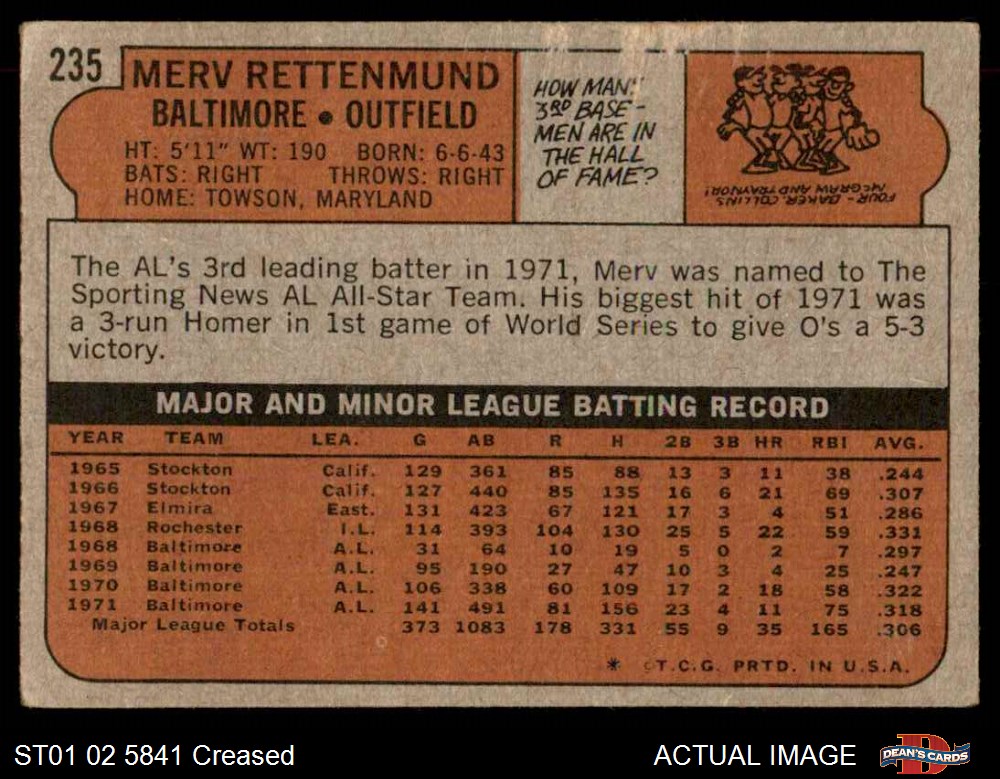 235
MERV RETTENMUND
BALTIMORE • OUTFIELD
HT: 5'11" WT: 190 BORN: 6-6-43
BATS: RIGHT THROWS: RIGHT
HOME: TOWSON, MARYLAND
HOW MANY
3RD BASE-
MEN ARE IN
THE HALL
OF FAME?
FOUR - BAKER, COLLINS
McGRAW AND TRAYNOR!
The AL's 3rd leading batter in 1971, Merv was named to The
Sporting News AL All-Star Team. His biggest hit of 1971 was
a 3-run Homer in 1st game of World Series to give O's a 5-3
victory.
MAJOR AND MINOR LEAGUE BATTING RECORD
YEAR TEAM LEA. G AB R H 2B 3B HR RBI AVG.
1965 Stockton Calif. 129 361 85 88 13 3 11 38 .244
1966 Stockton Calif. 127 440 85 135 16 6 21 69 .307
1967 Elmira East. 131 423 67 121 17 3 4 51 .286
1968 Rochester I.L. 114 393 104 130 25 5 22 59 .331
1968 Baltimore A.L. 31 64 10 19 5 0 2 7 .297
1969 Baltimore A.L. 95 190 27 47 10 3 4 25 .247
1970 Baltimore A.L. 106 338 60 109 17 2 18 58 .322
1971 Baltimore A.L. 141 491 81 156 23 4 11 75 .318
Major League Totals 373 1083 178 331 55 9 35 165 .306
* ©T.C.G. PRTD. IN U.S.A.
ST01 02 5841 Creased
ACTUAL IMAGE
DEAN'S CARDS